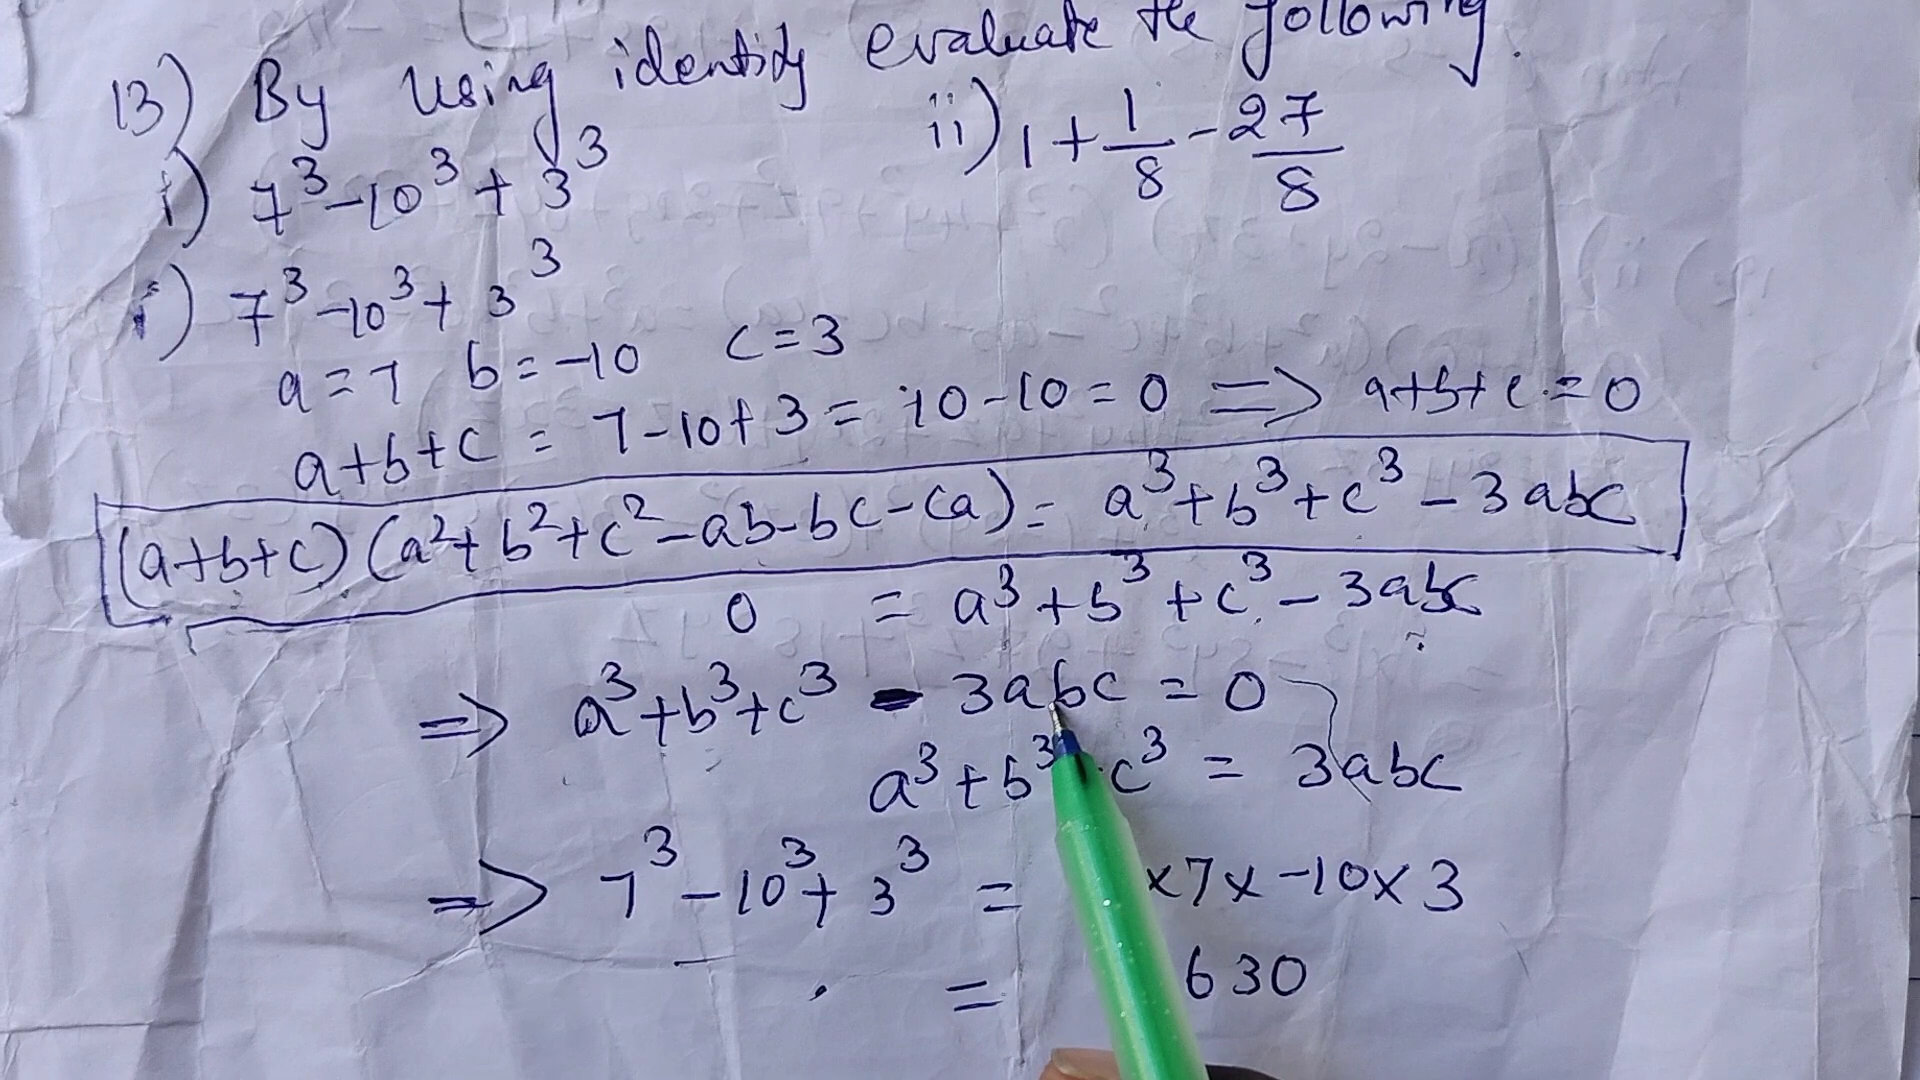 13) By using identity evaluate the following.
i) 7³ - 10³ + 3³ ii) 1 + 1/8 - 27/8
i) 7³ - 10³ + 3³
a = 7 b = -10 c = 3
a+b+c = 7 - 10 + 3 = 10 - 10 = 0 => a+b+c = 0
(a+b+c) (a²+b²+c²-ab-bc-ca) = a³+b³+c³-3abc
0 = a³+b³+c³-3abc
=> a³+b³+c³ - 3abc = 0
a³+b³ c³ = 3abc
=> 7³ - 10³ + 3³ = x7x-10x3
= 630